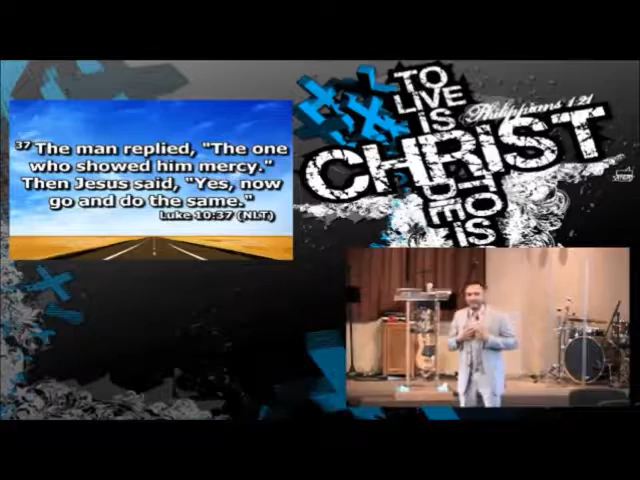 37 The man replied, "The one
who showed him mercy."
Then Jesus said, "Yes, now
go and do the same."
Luke 10:37 (NLT)
TO
LIVE
IS
Philippians 1:21
CHRIST
TO
DIE
IS